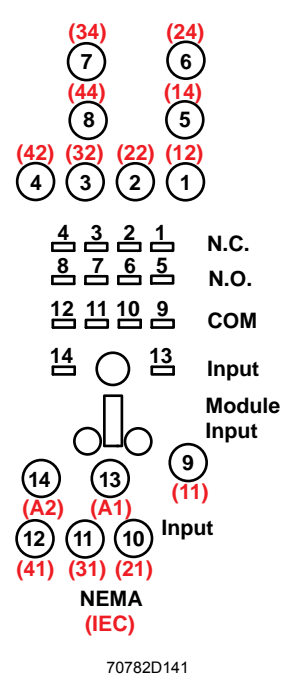 (34) (24)
7 6
(44) (14)
8 5
(42) (32) (22) (12)
4 3 2 1
4 3 2 1 N.C.
8 7 6 5 N.O.
12 11 10 9 COM
14 13 Input
Module
Input
9
14 13
(11)
(A2) (A1)
12 11 10 Input
(41) (31) (21)
NEMA
(IEC)
70782D141